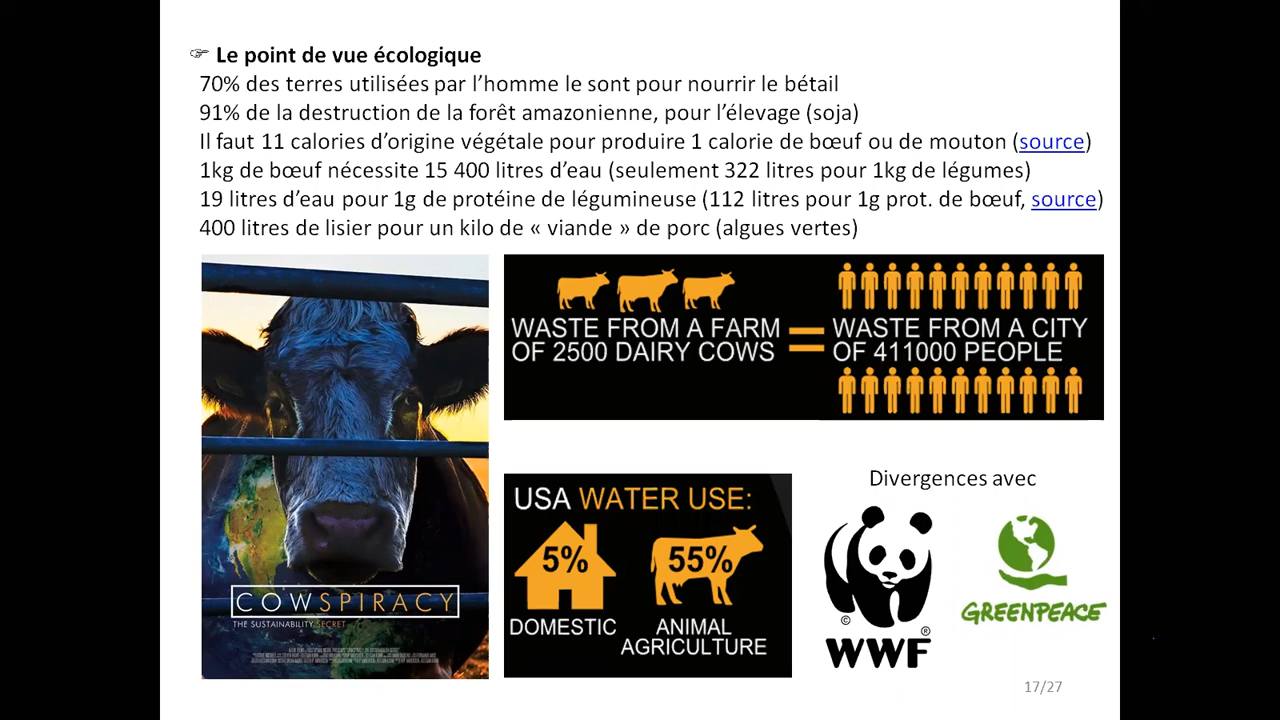 ☞ Le point de vue écologique
70% des terres utilisées par l’homme le sont pour nourrir le bétail
91% de la destruction de la forêt amazonienne, pour l’élevage (soja)
Il faut 11 calories d’origine végétale pour produire 1 calorie de bœuf ou de mouton (source)
1kg de bœuf nécessite 15 400 litres d’eau (seulement 322 litres pour 1kg de légumes)
19 litres d’eau pour 1g de protéine de légumineuse (112 litres pour 1g prot. de bœuf, source)
400 litres de lisier pour un kilo de « viande » de porc (algues vertes)
COWSPIRACY
THE SUSTAINABILITY SECRET
WASTE FROM A FARM
OF 2500 DAIRY COWS
=
WASTE FROM A CITY
OF 411000 PEOPLE
USA WATER USE:
5%
55%
DOMESTIC
ANIMAL
AGRICULTURE
Divergences avec
©
®
WWF
GREENPEACE
17/27